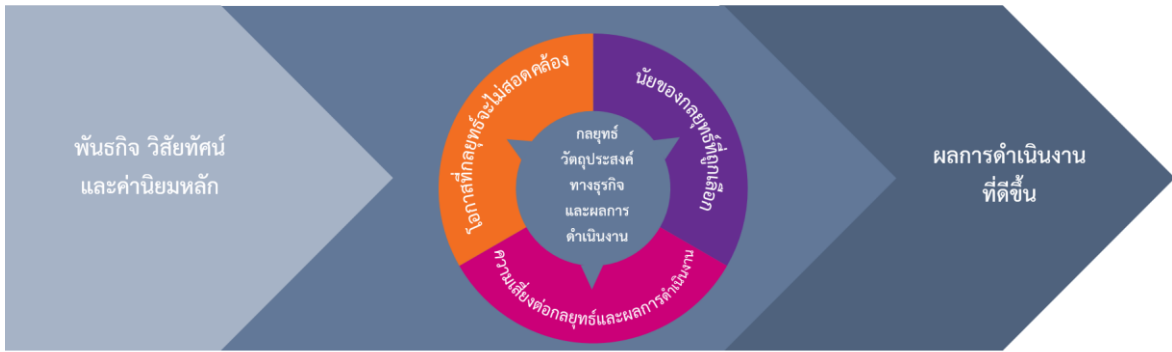 พันธกิจ วิสัยทัศน์
และค่านิยมหลัก
โอกาสที่กลยุทธ์จะไม่สอดคล้อง
นัยของกลยุทธ์ที่ถูกเลือก
กลยุทธ์
วัตถุประสงค์
ทางธุรกิจ
และผลการ
ดำเนินงาน
ความเสี่ยงต่อกลยุทธ์และผลการดำเนินงาน
ผลการดำเนินงาน
ที่ดีขึ้น